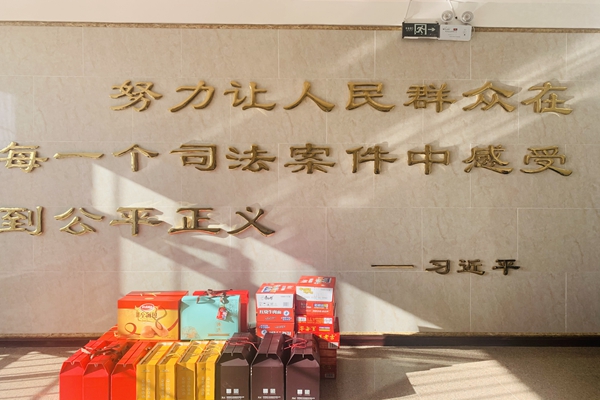 努力让人民群众在
每一个司法案件中感受
到公平正义
——习近平